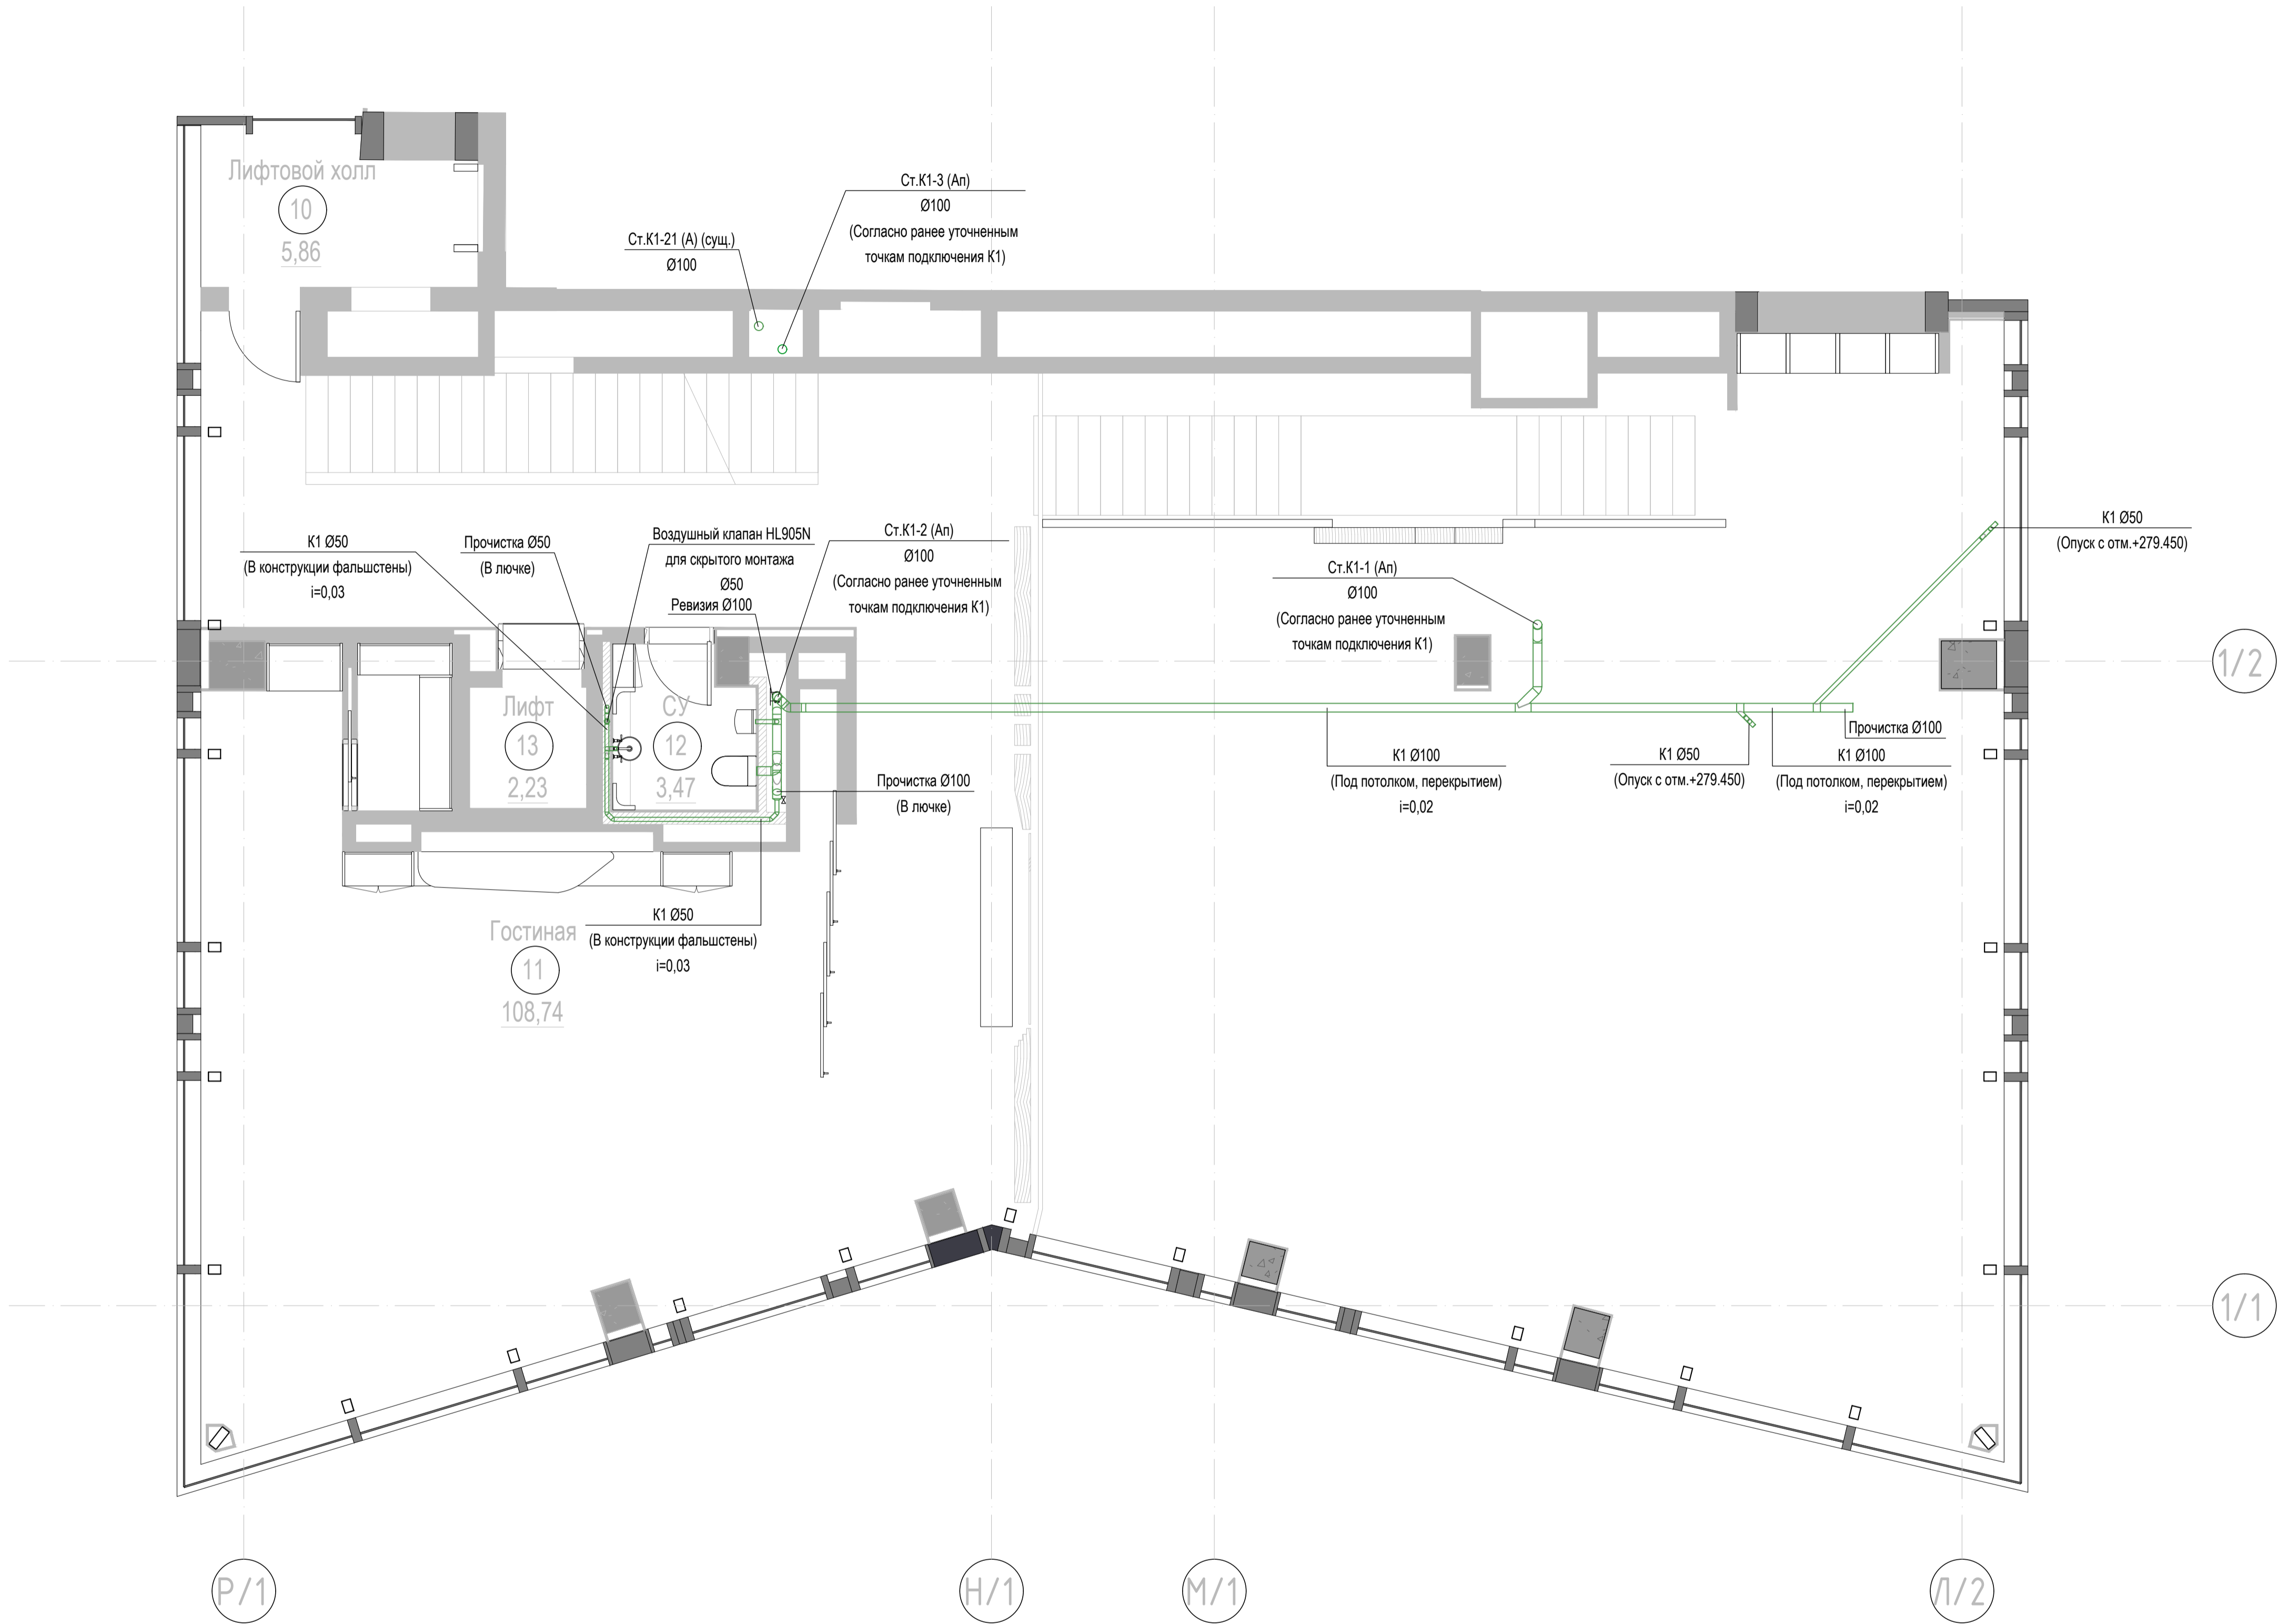 Лифтовой холл
10
5,86
Ст.К1-3 (Ап)
Ø100
(Согласно ранее уточненным
точкам подключения К1)
Ст.К1-21 (А) (сущ.)
Ø100
К1 Ø50
(В конструкции фальшстены)
i=0,03
Прочистка Ø50
(В лючке)
Воздушный клапан HL905N
для скрытого монтажа
Ø50
Ревизия Ø100
Ст.К1-2 (Ап)
Ø100
(Согласно ранее уточненным
точкам подключения К1)
Ст.К1-1 (Ап)
Ø100
(Согласно ранее уточненным
точкам подключения К1)
К1 Ø50
(Опуск с отм.+279.450)
1/2
Лифт
13
2,23
СУ
12
3,47
Прочистка Ø100
(В лючке)
К1 Ø100
(Под потолком, перекрытием)
i=0,02
К1 Ø50
(Опуск с отм.+279.450)
Прочистка Ø100
К1 Ø100
(Под потолком, перекрытием)
i=0,02
К1 Ø50
(В конструкции фальшстены)
i=0,03
Гостиная
11
108,74
1/1
Р/1
Н/1
М/1
Л/2